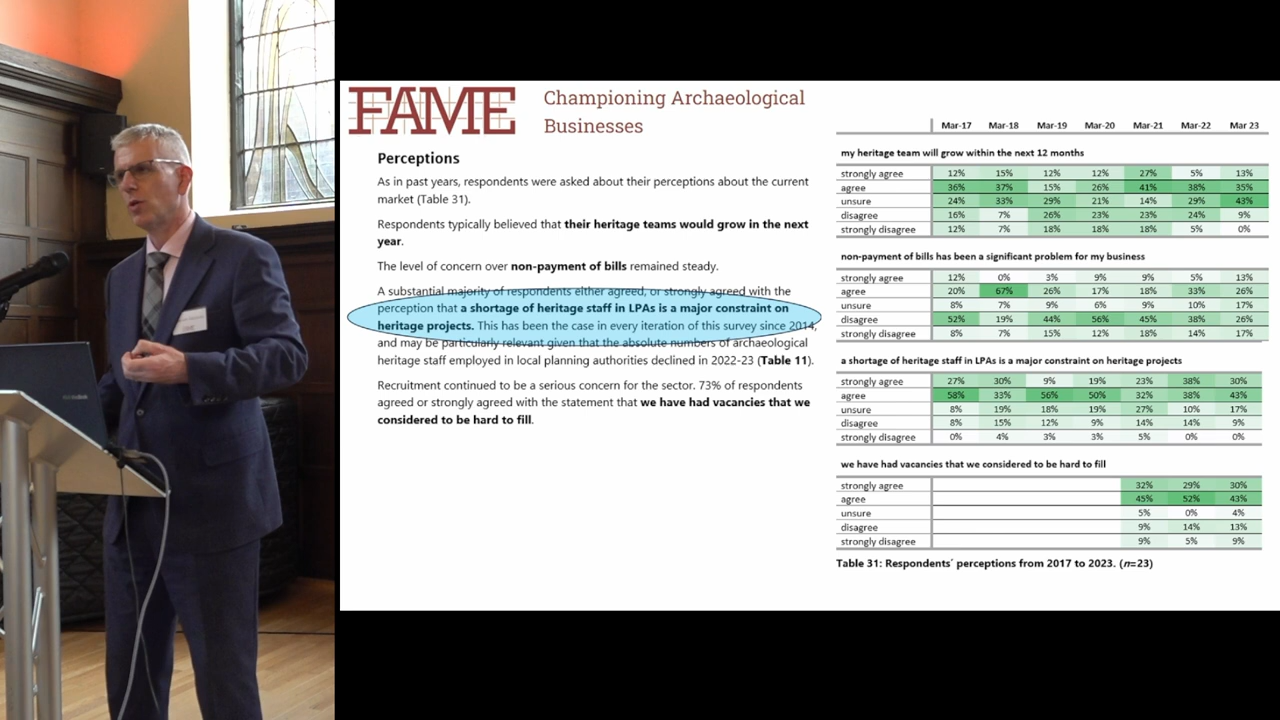 FAME
Championing Archaeological
Businesses
Perceptions
As in past years, respondents were asked about their perceptions about the current
market (Table 31).
Respondents typically believed that their heritage teams would grow in the next
year.
The level of concern over non-payment of bills remained steady.
A substantial majority of respondents either agreed, or strongly agreed with the
perception that a shortage of heritage staff in LPAs is a major constraint on
heritage projects. This has been the case in every iteration of this survey since 2014,
and may be particularly relevant given that the absolute numbers of archaeological
heritage staff employed in local planning authorities declined in 2022-23 (Table 11).
Recruitment continued to be a serious concern for the sector. 73% of respondents
agreed or strongly agreed with the statement that we have had vacancies that we
considered to be hard to fill.
Mar-17 Mar-18 Mar-19 Mar-20 Mar-21 Mar-22 Mar 23
my heritage team will grow within the next 12 months
strongly agree 12% 15% 12% 12% 27% 5% 13%
agree 36% 37% 15% 26% 41% 38% 35%
unsure 24% 33% 29% 21% 14% 29% 43%
disagree 16% 7% 26% 23% 23% 24% 9%
strongly disagree 12% 7% 18% 18% 18% 5% 0%
non-payment of bills has been a significant problem for my business
strongly agree 12% 0% 3% 9% 9% 5% 13%
agree 20% 67% 26% 17% 18% 33% 26%
unsure 8% 7% 9% 6% 9% 10% 17%
disagree 52% 19% 44% 56% 45% 38% 26%
strongly disagree 8% 7% 15% 12% 18% 14% 17%
a shortage of heritage staff in LPAs is a major constraint on heritage projects
strongly agree 27% 30% 9% 19% 23% 38% 30%
agree 58% 33% 56% 50% 32% 38% 43%
unsure 8% 19% 18% 19% 27% 10% 17%
disagree 8% 15% 12% 9% 14% 14% 9%
strongly disagree 0% 4% 3% 3% 5% 0% 0%
we have had vacancies that we considered to be hard to fill
strongly agree 32% 29% 30%
agree 45% 52% 43%
unsure 5% 0% 4%
disagree 9% 14% 13%
strongly disagree 9% 5% 9%
Table 31: Respondents' perceptions from 2017 to 2023. (n=23)